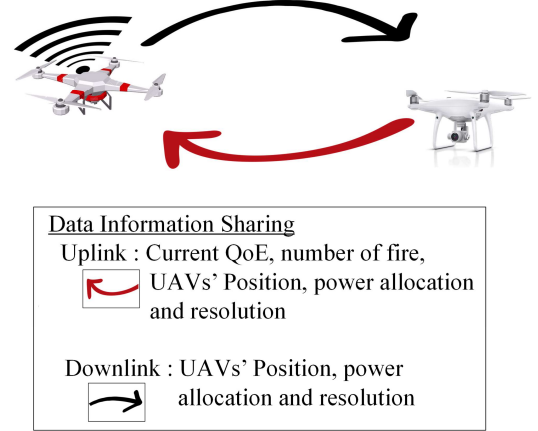 Data Information Sharing
Uplink : Current QoE, number of fire,
UAVs’ Position, power allocation
and resolution
Downlink : UAVs’ Position, power
allocation and resolution